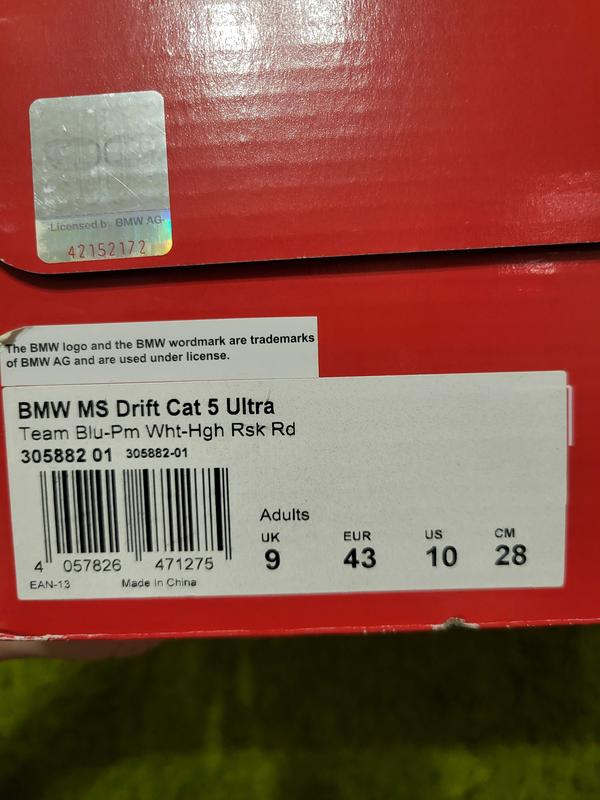 Licensed by BMW AG
42152172
The BMW logo and the BMW wordmark are trademarks
of BMW AG and are used under license.
BMW MS Drift Cat 5 Ultra
Team Blu-Pm Wht-Hgh Rsk Rd
305882 01 305882-01
Adults
UK EUR US CM
9 43 10 28
4 057826 471275
EAN-13 Made In China